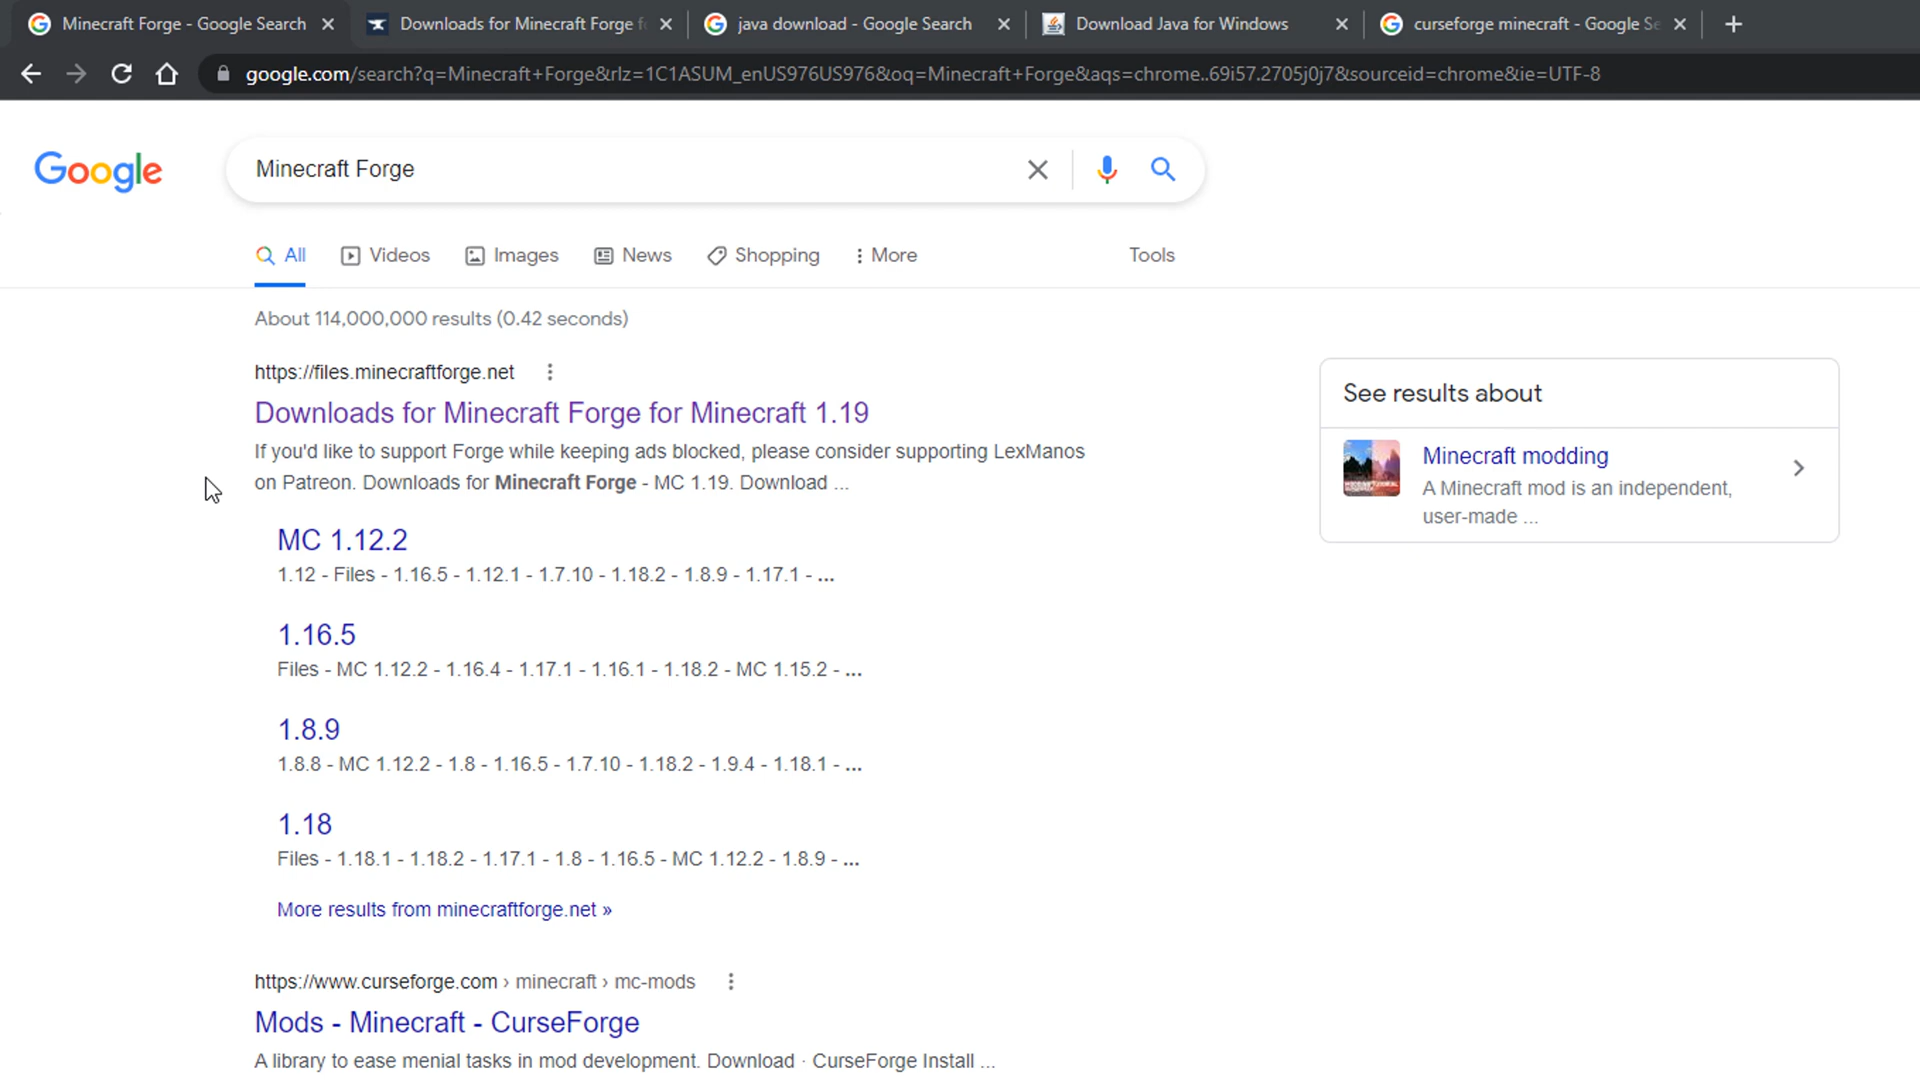 Minecraft Forge - Google Search
Downloads for Minecraft Forge f
java download - Google Search
Download Java for Windows
curseforge minecraft - Google Se
google.com/search?q=Minecraft+Forge&rlz=1C1ASUM_enUS976US976&oq=Minecraft+Forge&aqs=chrome..69i57.2705j0j7&sourceid=chrome&ie=UTF-8
Google
Minecraft Forge
All
Videos
Images
News
Shopping
More
Tools
About 114,000,000 results (0.42 seconds)
https://files.minecraftforge.net
Downloads for Minecraft Forge for Minecraft 1.19
If you'd like to support Forge while keeping ads blocked, please consider supporting LexManos
on Patreon. Downloads for Minecraft Forge - MC 1.19. Download ...
MC 1.12.2
1.12 - Files - 1.16.5 - 1.12.1 - 1.7.10 - 1.18.2 - 1.8.9 - 1.17.1 - ...
1.16.5
Files - MC 1.12.2 - 1.16.4 - 1.17.1 - 1.16.1 - 1.18.2 - MC 1.15.2 - ...
1.8.9
1.8.8 - MC 1.12.2 - 1.8 - 1.16.5 - 1.7.10 - 1.18.2 - 1.9.4 - 1.18.1 - ...
1.18
Files - 1.18.1 - 1.18.2 - 1.17.1 - 1.8 - 1.16.5 - MC 1.12.2 - 1.8.9 - ...
More results from minecraftforge.net »
https://www.curseforge.com › minecraft › mc-mods
Mods - Minecraft - CurseForge
A library to ease menial tasks in mod development. Download · CurseForge Install ...
See results about
Minecraft modding
A Minecraft mod is an independent,
user-made ...